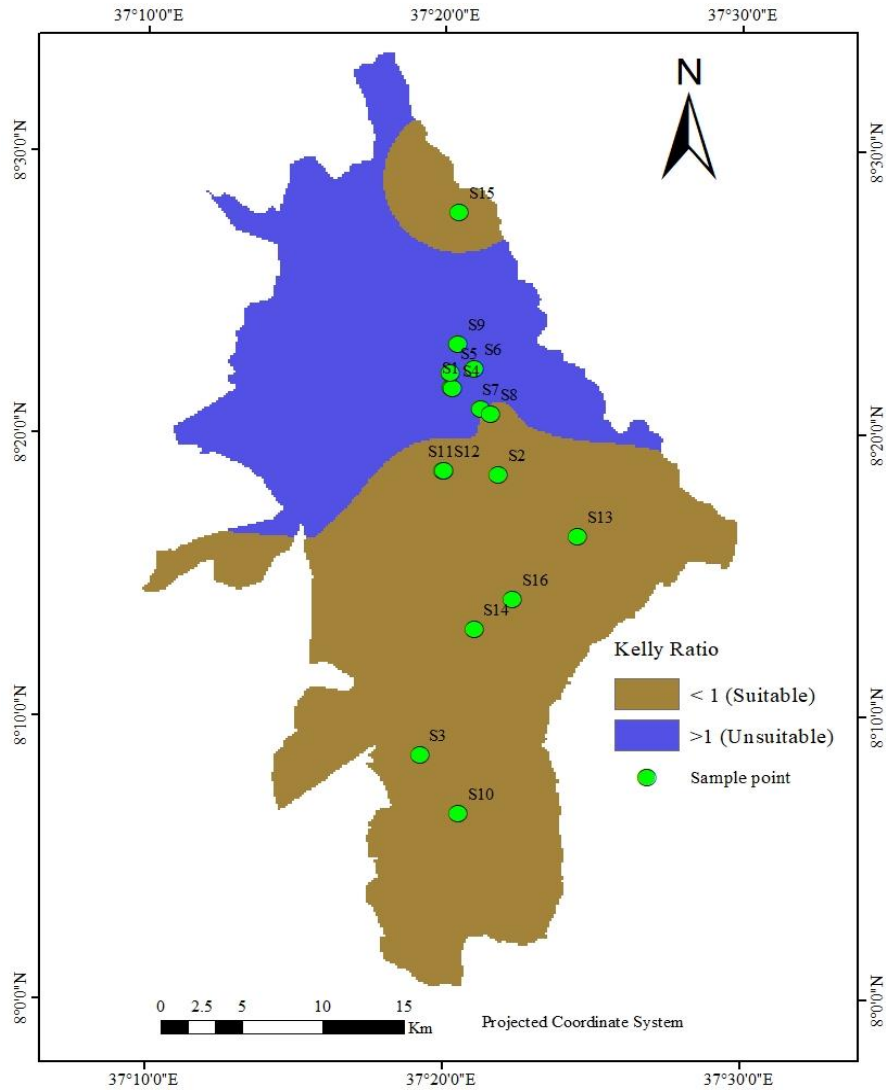 37°10'0"E 37°20'0"E 37°30'0"E
N
8°30'0"N 8°30'0"N
S15
S9
S5 S6
S1 S4
S7 S8
8°20'0"N 8°20'0"N
S11 S12 S2
S13
S16
S14
Kelly Ratio
< 1 (Suitable)
8°10'0"N 8°10'0"N
>1 (Unsuitable)
S3
Sample point
S10
8°0'0"N 8°0'0"N
0 2.5 5 10 15
Km
Projected Coordinate System
37°10'0"E 37°20'0"E 37°30'0"E